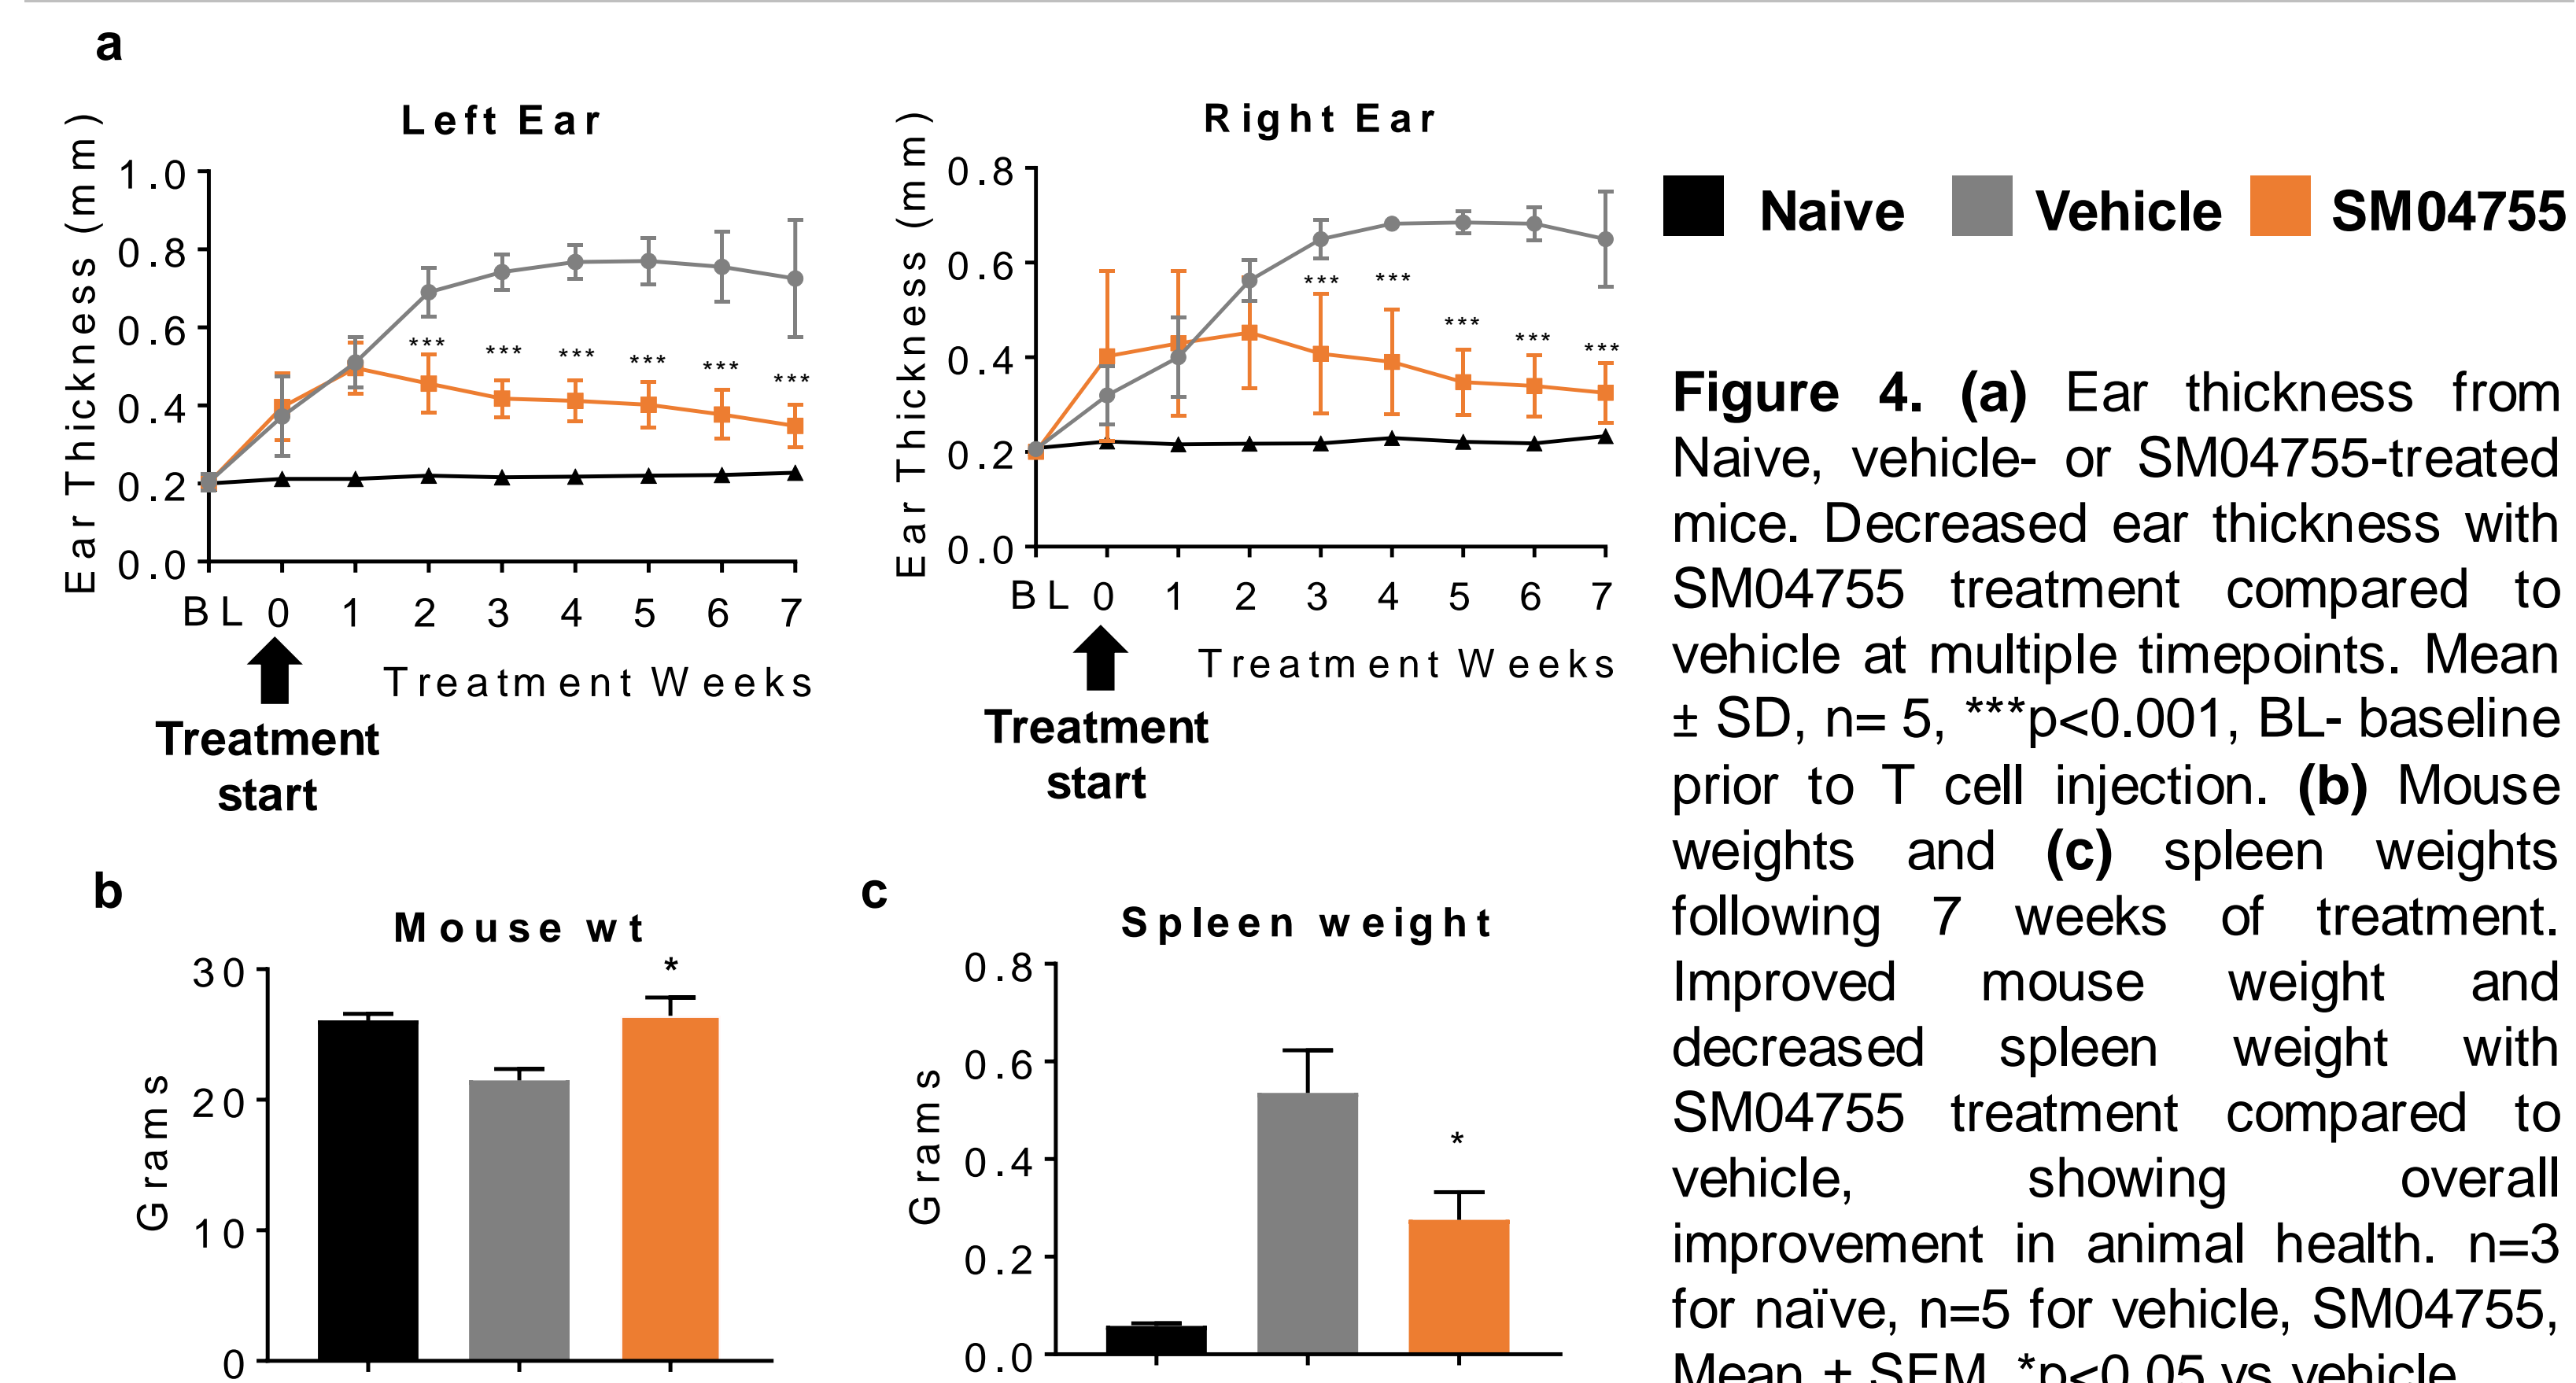 a
Left Ear
Ear Thickness (mm)
1.0
0.8
0.6
0.4
0.2
0.0
***
***
***
***
***
***
BL 0 1 2 3 4 5 6 7
Treatment Weeks
Treatment
start
Right Ear
Ear Thickness (mm)
0.8
0.6
0.4
0.2
0.0
***
***
***
***
***
BL 0 1 2 3 4 5 6 7
Treatment Weeks
Treatment
start
Naive Vehicle SM04755
b
Mouse wt
Grams
30
20
10
0
*
c
Spleen weight
Grams
0.8
0.6
0.4
0.2
0.0
*
Figure 4. (a) Ear thickness from
Naive, vehicle- or SM04755-treated
mice. Decreased ear thickness with
SM04755 treatment compared to
vehicle at multiple timepoints. Mean
± SD, n= 5, ***p<0.001, BL- baseline
prior to T cell injection. (b) Mouse
weights and (c) spleen weights
following 7 weeks of treatment.
Improved mouse weight and
decreased spleen weight with
SM04755 treatment compared to
vehicle, showing overall
improvement in animal health. n=3
for naïve, n=5 for vehicle, SM04755,
Mean ± SEM, *p<0.05 vs vehicle